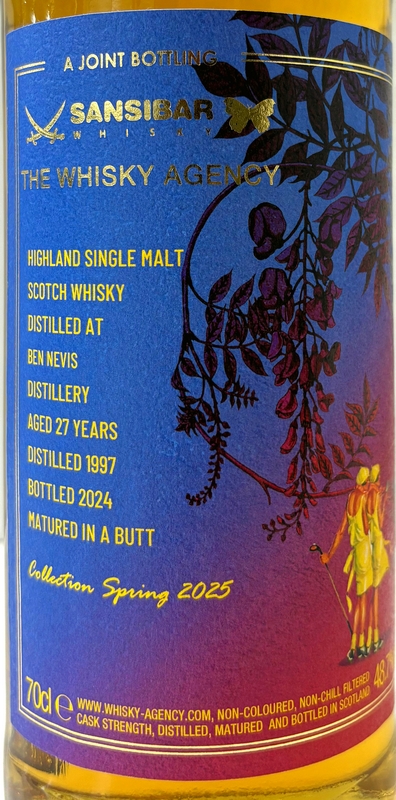 A JOINT BOTTLING
SANSIBAR
WHISKY
THE WHISKY AGENCY
HIGHLAND SINGLE MALT
SCOTCH WHISKY
DISTILLED AT
BEN NEVIS
DISTILLERY
AGED 27 YEARS
DISTILLED 1997
BOTTLED 2024
MATURED IN A BUTT
Collection Spring 2025
70cl e WWW.WHISKY-AGENCY.COM, NON-COLOURED, NON-CHILL FILTERED
CASK STRENGTH, DISTILLED, MATURED AND BOTTLED IN SCOTLAND